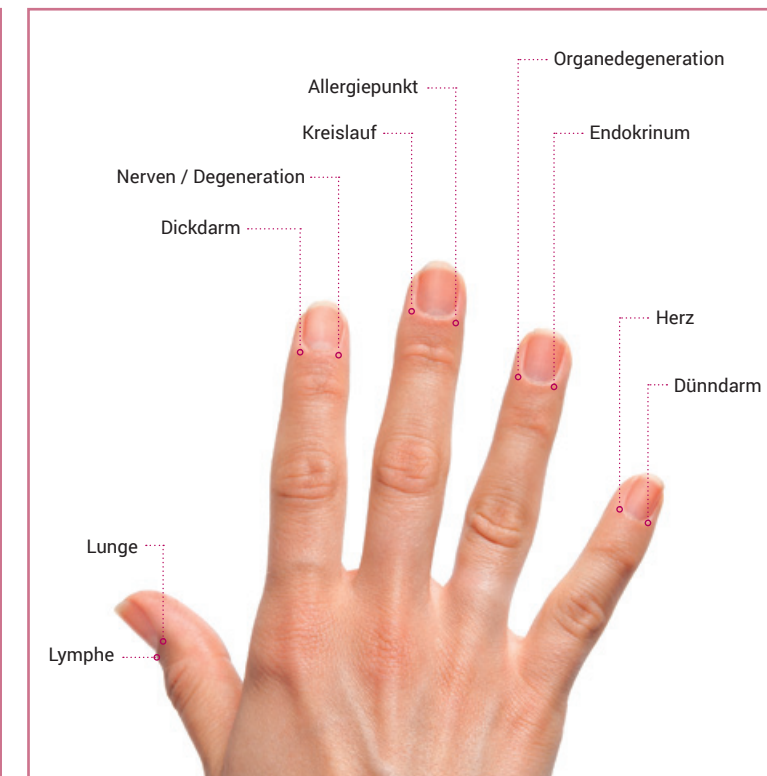 Organedegeneration
Allergiepunkt
Kreislauf
Endokrinum
Nerven / Degeneration
Dickdarm
Herz
Dünndarm
Lunge
Lymphe